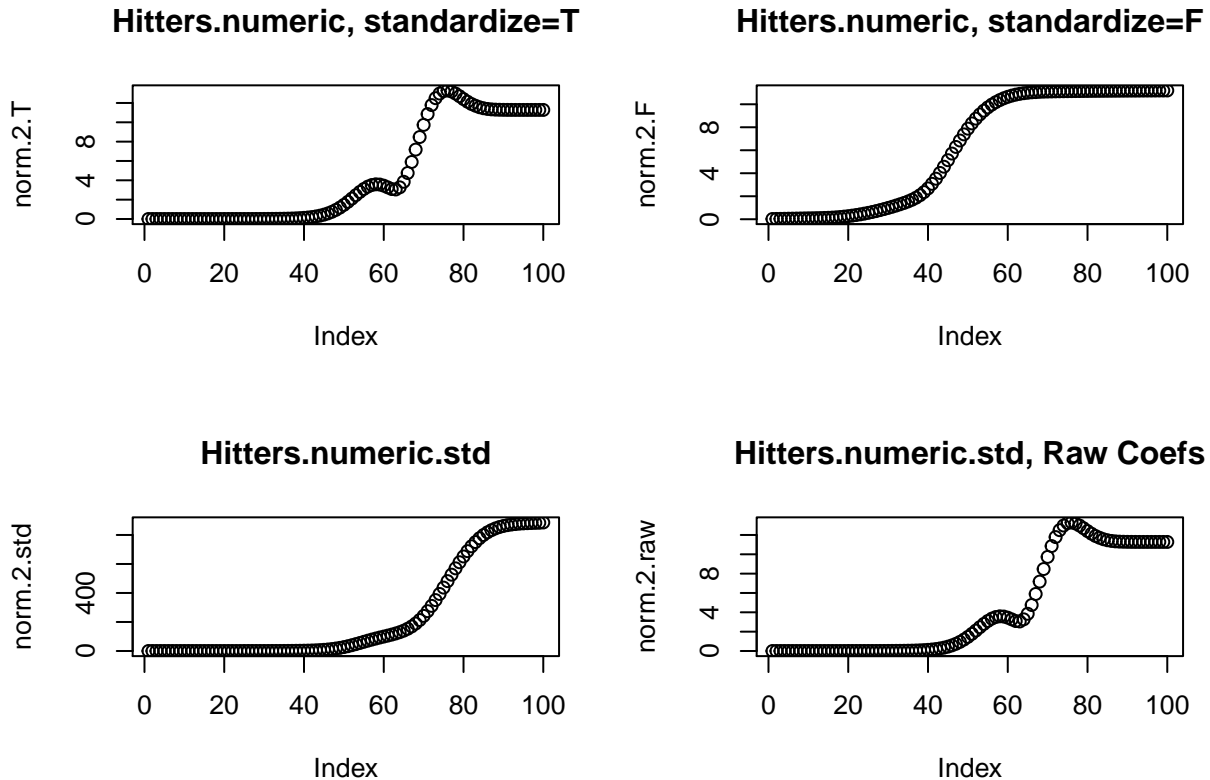 Hitters.numeric, standardize=T
norm.2.T
0 4 8
0 20 40 60 80 100
Index
Hitters.numeric, standardize=F
norm.2.F
0 4 8
0 20 40 60 80 100
Index
Hitters.numeric.std
norm.2.std
0 400
0 20 40 60 80 100
Index
Hitters.numeric.std, Raw Coefs
norm.2.raw
0 4 8
0 20 40 60 80 100
Index